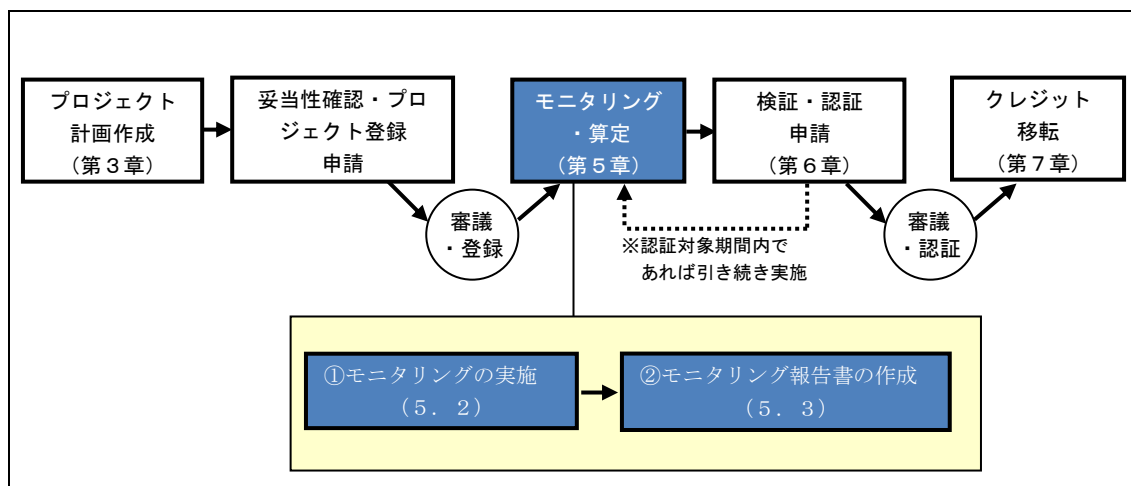 プロジェクト
計画作成
(第3章)
妥当性確認・プロ
ジェクト登録
申請
モニタリング
・算定
(第5章)
検証・認証
申請
(第6章)
クレジット
移転
(第7章)
審議
・登録
※認証対象期間内で
あれば引き続き実施
審議
・認証
①モニタリングの実施
(5.2)
②モニタリング報告書の作成
(5.3)